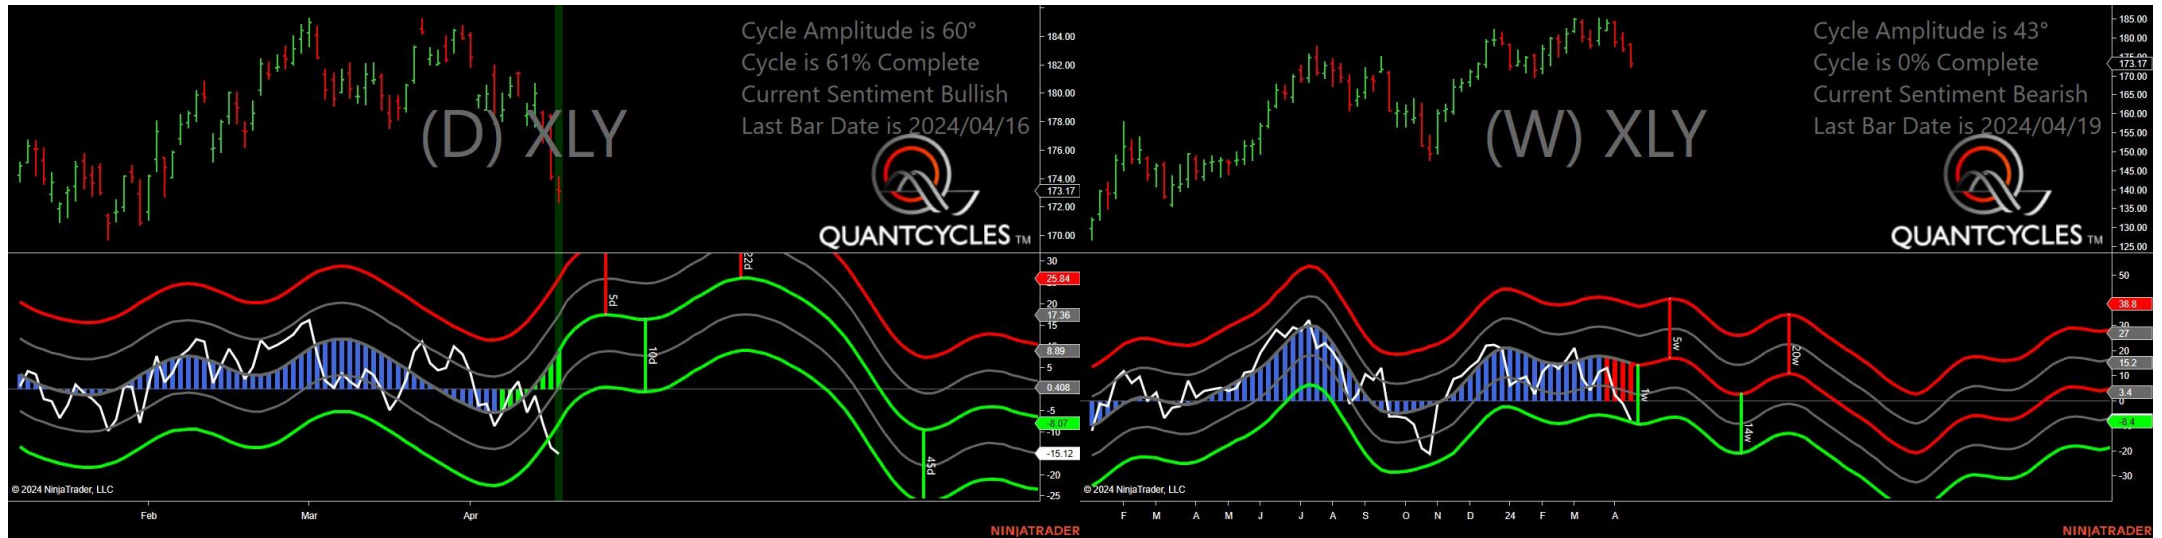 Cycle Amplitude is 60°
Cycle is 61% Complete
Current Sentiment Bullish
Last Bar Date is 2024/04/16
(D) XLY
QUANTCYCLES TM
184.00
182.00
180.00
178.00
176.00
174.00
173.17
172.00
170.00
30
25.84
20
17.36
15
8.89
5
0.408
-5
-8.07
-10
-15.12
-20
-25
5d
10d
22d
45d
© 2024 NinjaTrader, LLC
Feb Mar Apr
NINJATRADER
Cycle Amplitude is 43°
Cycle is 0% Complete
Current Sentiment Bearish
Last Bar Date is 2024/04/19
(W) XLY
QUANTCYCLES TM
185.00
180.00
175.00
173.17
170.00
165.00
160.00
155.00
150.00
145.00
140.00
135.00
130.00
125.00
50
38.8
30
27
20
15.2
10
3.4
0
-8.4
-20
-30
1w
5w
14w
20w
© 2024 NinjaTrader, LLC
F M A M J J A S O N D 24 F M A
NINJATRADER